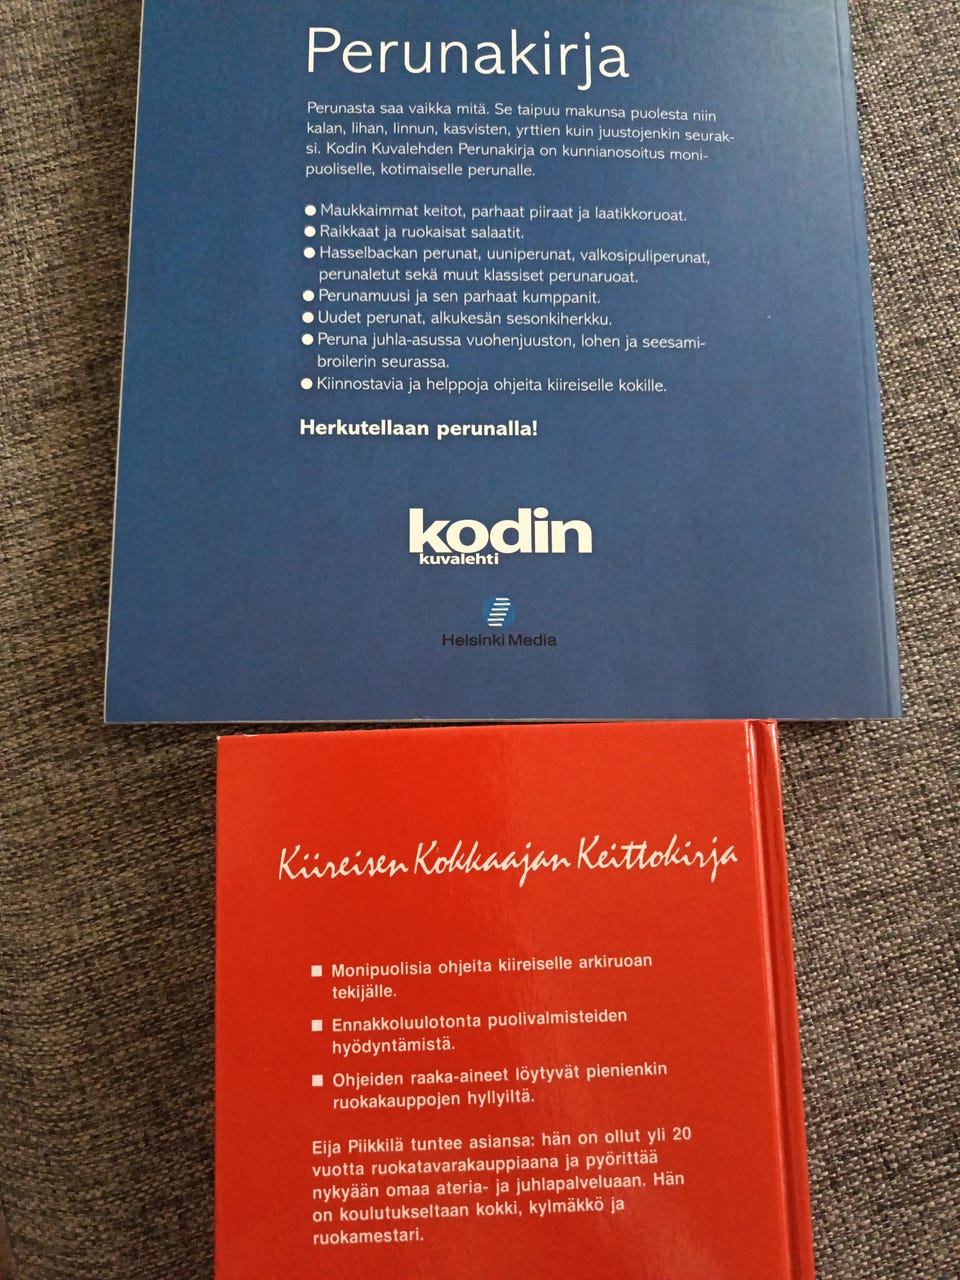 Perunakirja
Perunasta saa vaikka mitä. Se taipuu makunsa puolesta niin
kalan, lihan, linnun, kasvisten, yrttien kuin juustojenkin seurak-
si. Kodin Kuvalehden Perunakirja on kunnianosoitus moni-
puoliselle, kotimaiselle perunalle.
● Maukkaimmat keitot, parhaat piiraat ja laatikkoruoat.
● Raikkaat ja ruokaisat salaatit.
● Hasselbackan perunat, uuniperunat, valkosipuliperunat,
perunaletut sekä muut klassiset perunaruoat.
● Perunamuusi ja sen parhaat kumppanit.
● Uudet perunat, alkukesän sesonkiherkku.
● Peruna juhla-asussa vuohenjuuston, lohen ja seesami-
broilerin seurassa.
● Kiinnostavia ja helppoja ohjeita kiireiselle kokille.
Herkutellaan perunalla!
kodin
kuvalehti
Helsinki Media
Kiireisen Kokkaajan Keittokirja
■ Monipuolisia ohjeita kiireiselle arkiruoan
tekijälle.
■ Ennakkoluulotonta puolivalmisteiden
hyödyntämistä.
■ Ohjeiden raaka-aineet löytyvät pienienkin
ruokakauppojen hyllyiltä.
Eija Piikkilä tuntee asiansa: hän on ollut yli 20
vuotta ruokatavarakauppiaana ja pyörittää
nykyään omaa ateria- ja juhlapalveluaan. Hän
on koulutukseltaan kokki, kylmäkkö ja
ruokamestari.